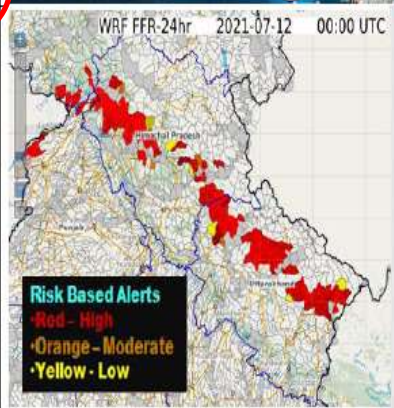 WRF FFR-24hr 2021-07-12 00:00 UTC
Himachal Pradesh
Punjab
Uttarakhand
Risk Based Alerts
•Red – High
•Orange – Moderate
•Yellow - Low